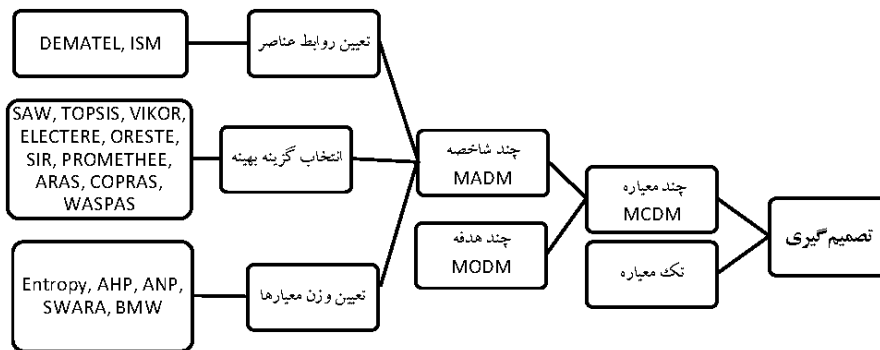 تصمیم‌گیری
چند معیاره
MCDM
تک معیاره
چند شاخصه
MADM
چند هدفه
MODM
تعیین روابط عناصر
DEMATEL, ISM
انتخاب گزینه بهینه
SAW, TOPSIS, VIKOR,
ELECTERE, ORESTE,
SIR, PROMETHEE,
ARAS, COPRAS,
WASPAS
تعیین وزن معیارها
Entropy, AHP, ANP,
SWARA, BMW